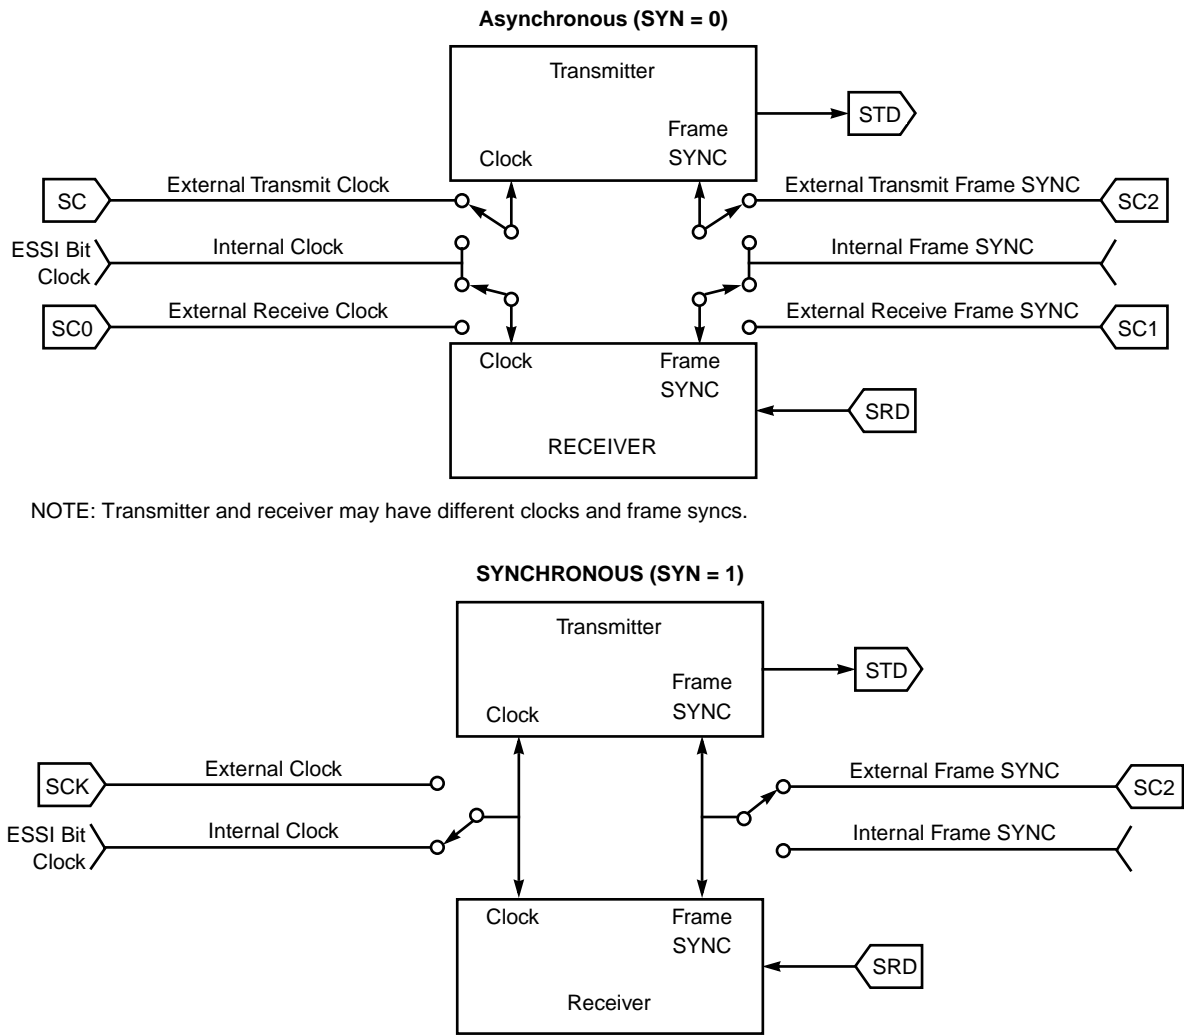 Asynchronous (SYN = 0)
Transmitter
STD
Frame
SYNC
Clock
External Transmit Clock
External Transmit Frame SYNC
SC
SC2
ESSI Bit
Clock
Internal Clock
Internal Frame SYNC
External Receive Clock
External Receive Frame SYNC
SC0
SC1
Clock
Frame
SYNC
SRD
RECEIVER
NOTE: Transmitter and receiver may have different clocks and frame syncs.
SYNCHRONOUS (SYN = 1)
Transmitter
STD
Frame
SYNC
Clock
External Clock
External Frame SYNC
SCK
SC2
ESSI Bit
Clock
Internal Clock
Internal Frame SYNC
Clock
Frame
SYNC
SRD
Receiver